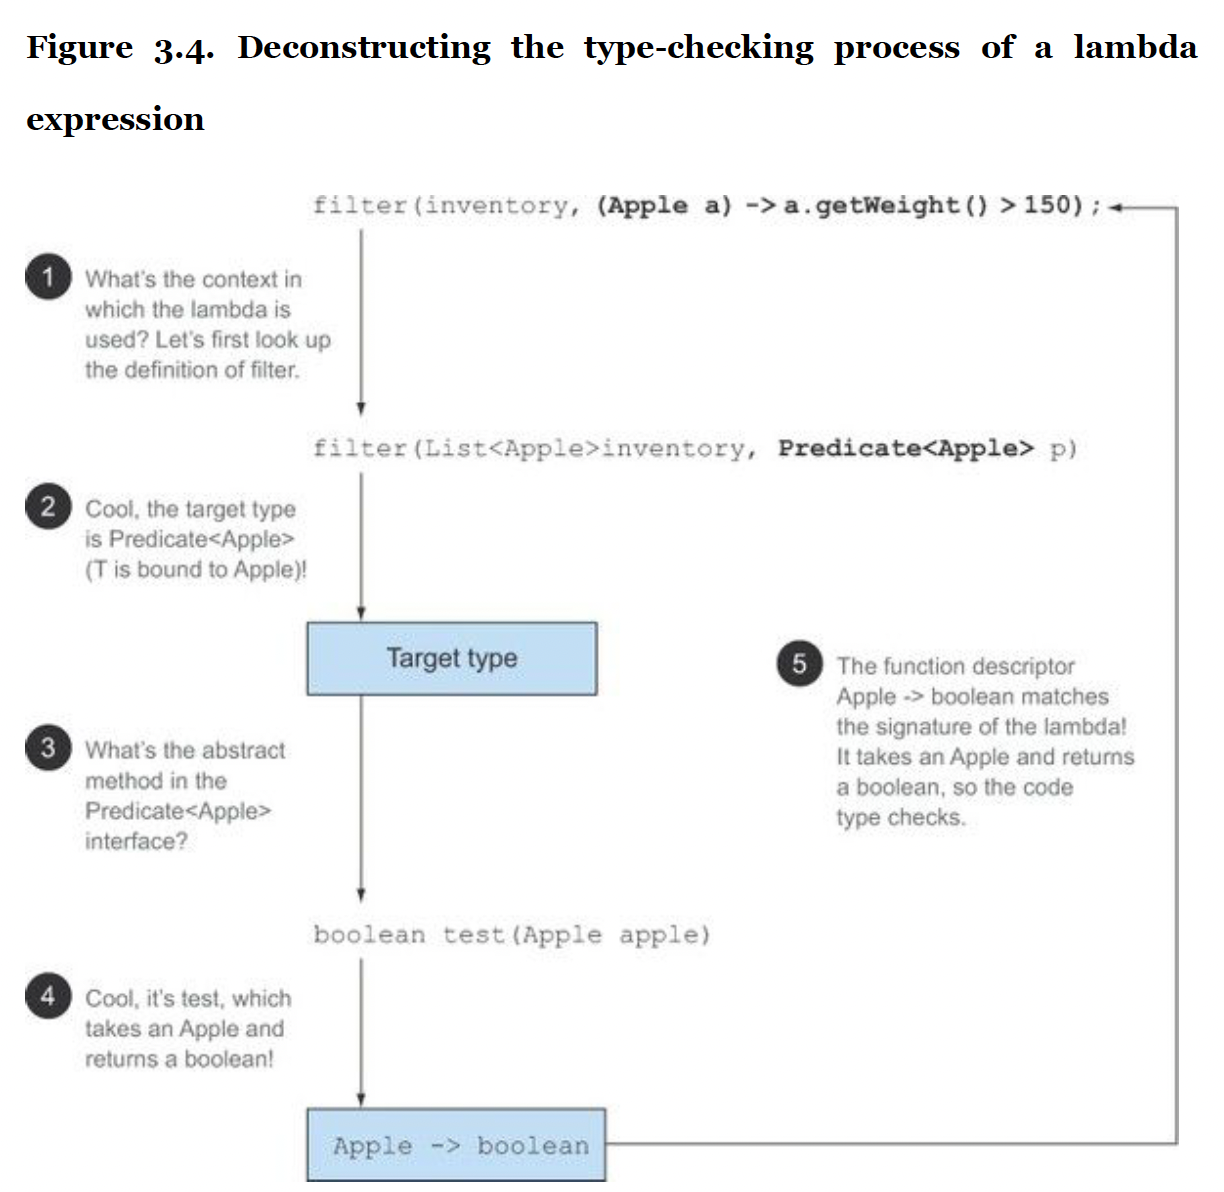 Figure 3.4. Deconstructing the type-checking process of a lambda
expression
filter(inventory, (Apple a) -> a.getWeight() > 150);
1
What's the context in
which the lambda is
used? Let's first look up
the definition of filter.
filter(List<Apple>inventory, Predicate<Apple> p)
2
Cool, the target type
is Predicate<Apple>
(T is bound to Apple)!
Target type
3
What's the abstract
method in the
Predicate<Apple>
interface?
boolean test(Apple apple)
4
Cool, it's test, which
takes an Apple and
returns a boolean!
Apple -> boolean
5
The function descriptor
Apple -> boolean matches
the signature of the lambda!
It takes an Apple and returns
a boolean, so the code
type checks.